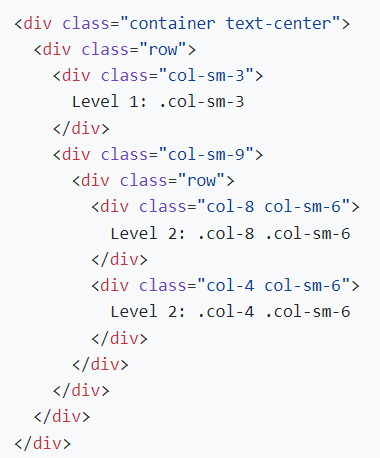 <div class="container text-center">
  <div class="row">
    <div class="col-sm-3">
      Level 1: .col-sm-3
    </div>
    <div class="col-sm-9">
      <div class="row">
        <div class="col-8 col-sm-6">
          Level 2: .col-8 .col-sm-6
        </div>
        <div class="col-4 col-sm-6">
          Level 2: .col-4 .col-sm-6
        </div>
      </div>
    </div>
  </div>
</div>